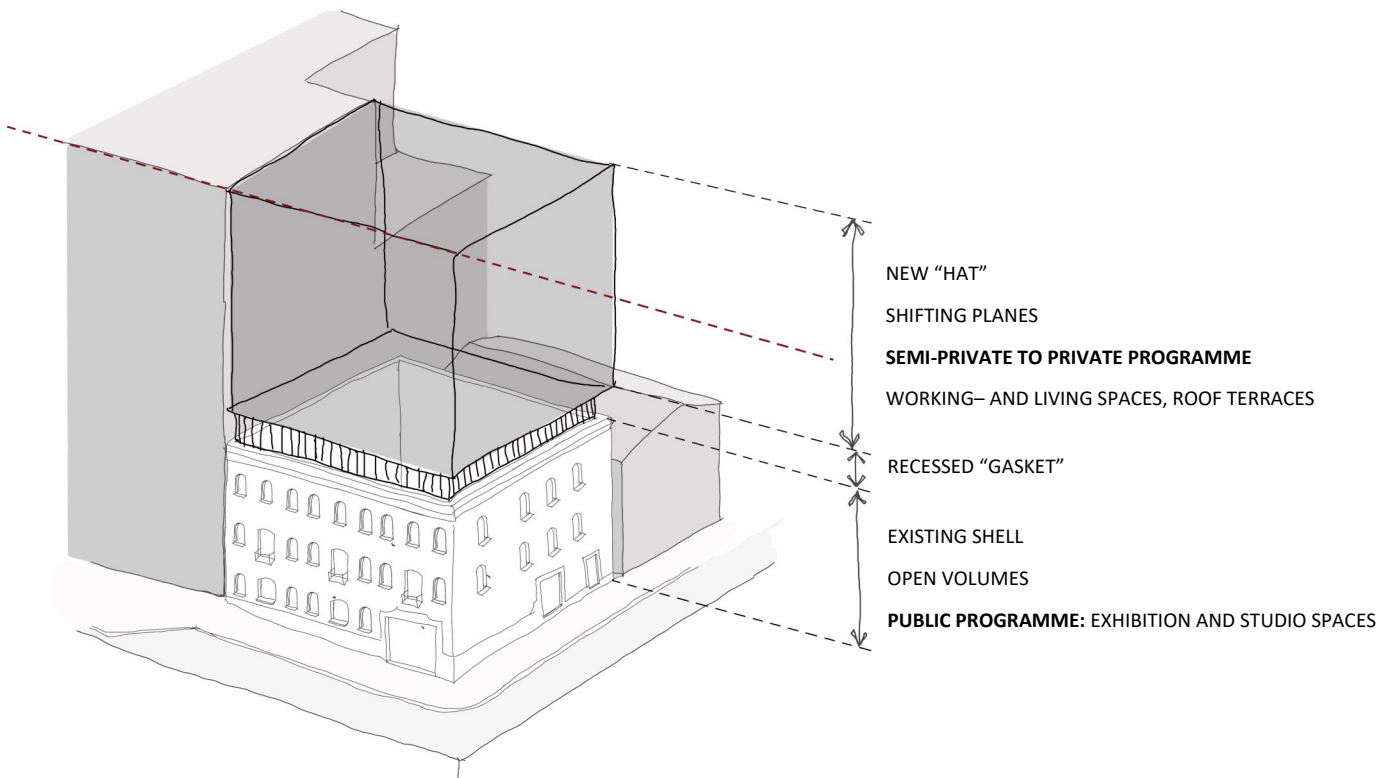 NEW “HAT”
SHIFTING PLANES
SEMI-PRIVATE TO PRIVATE PROGRAMME
WORKING– AND LIVING SPACES, ROOF TERRACES
RECESSED “GASKET”
EXISTING SHELL
OPEN VOLUMES
PUBLIC PROGRAMME: EXHIBITION AND STUDIO SPACES